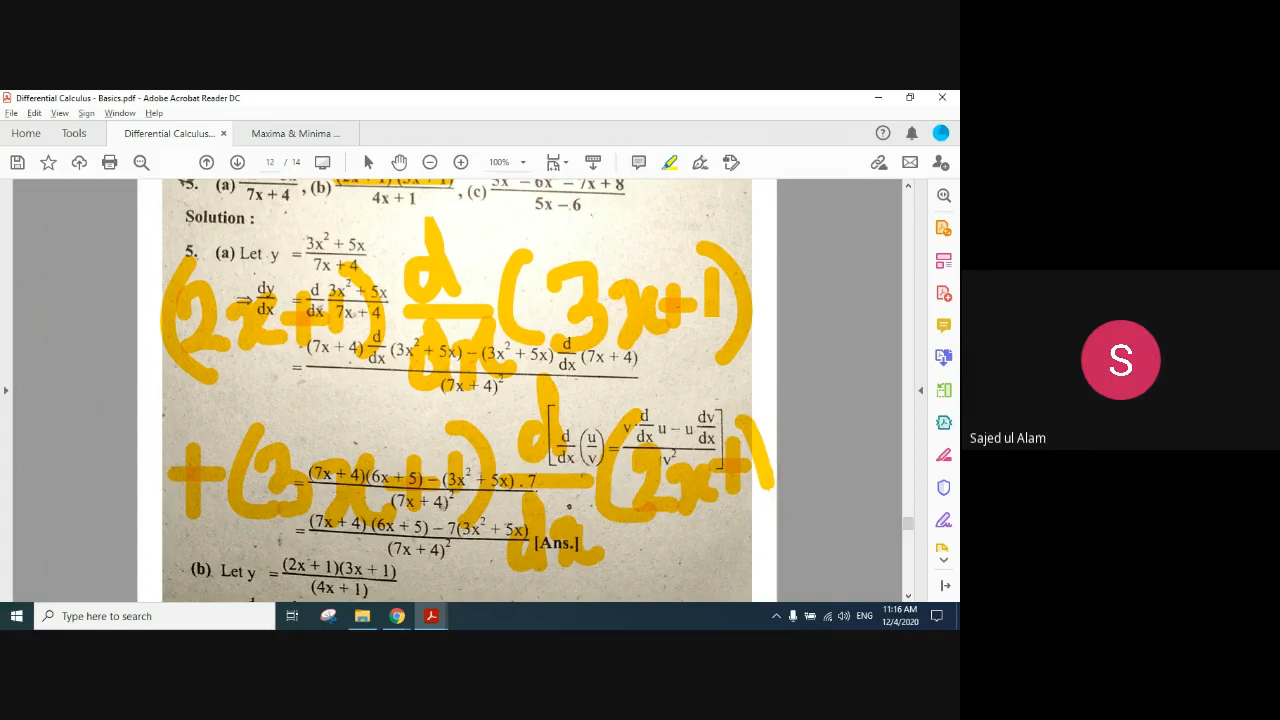 Differential Calculus - Basics.pdf - Adobe Acrobat Reader DC
File Edit View Sign Window Help
Home Tools Differential Calculus... × Maxima & Minima ...
12 / 14 100%
7x + 4 , (b) (2x + 1) (3x + 1) / 4x + 1 , (c) 3x - 6x² - 7x + 8 / 5x - 6
Solution :
5. (a) Let y = 3x² + 5x / 7x + 4
⇒ dy/dx = d/dx 3x² + 5x / 7x + 4
(2x+1) d/dx (3x+1)
= (7x + 4) d/dx (3x² + 5x) – (3x² + 5x) d/dx (7x + 4) / (7x + 4)²
[ d/dx (u/v) = v· d/dx u – u dv/dx / v² ]
+ (3x+1) d/dx (2x+1
= (7x + 4)(6x + 5) – (3x² + 5x) . 7 / (7x + 4)²
= (7x + 4) (6x + 5) – 7(3x² + 5x) / (7x + 4)² [Ans.]
(b) Let y = (2x + 1)(3x + 1) / (4x + 1)
Type here to search
ENG
11:16 AM
12/4/2020
S
Sajed ul Alam